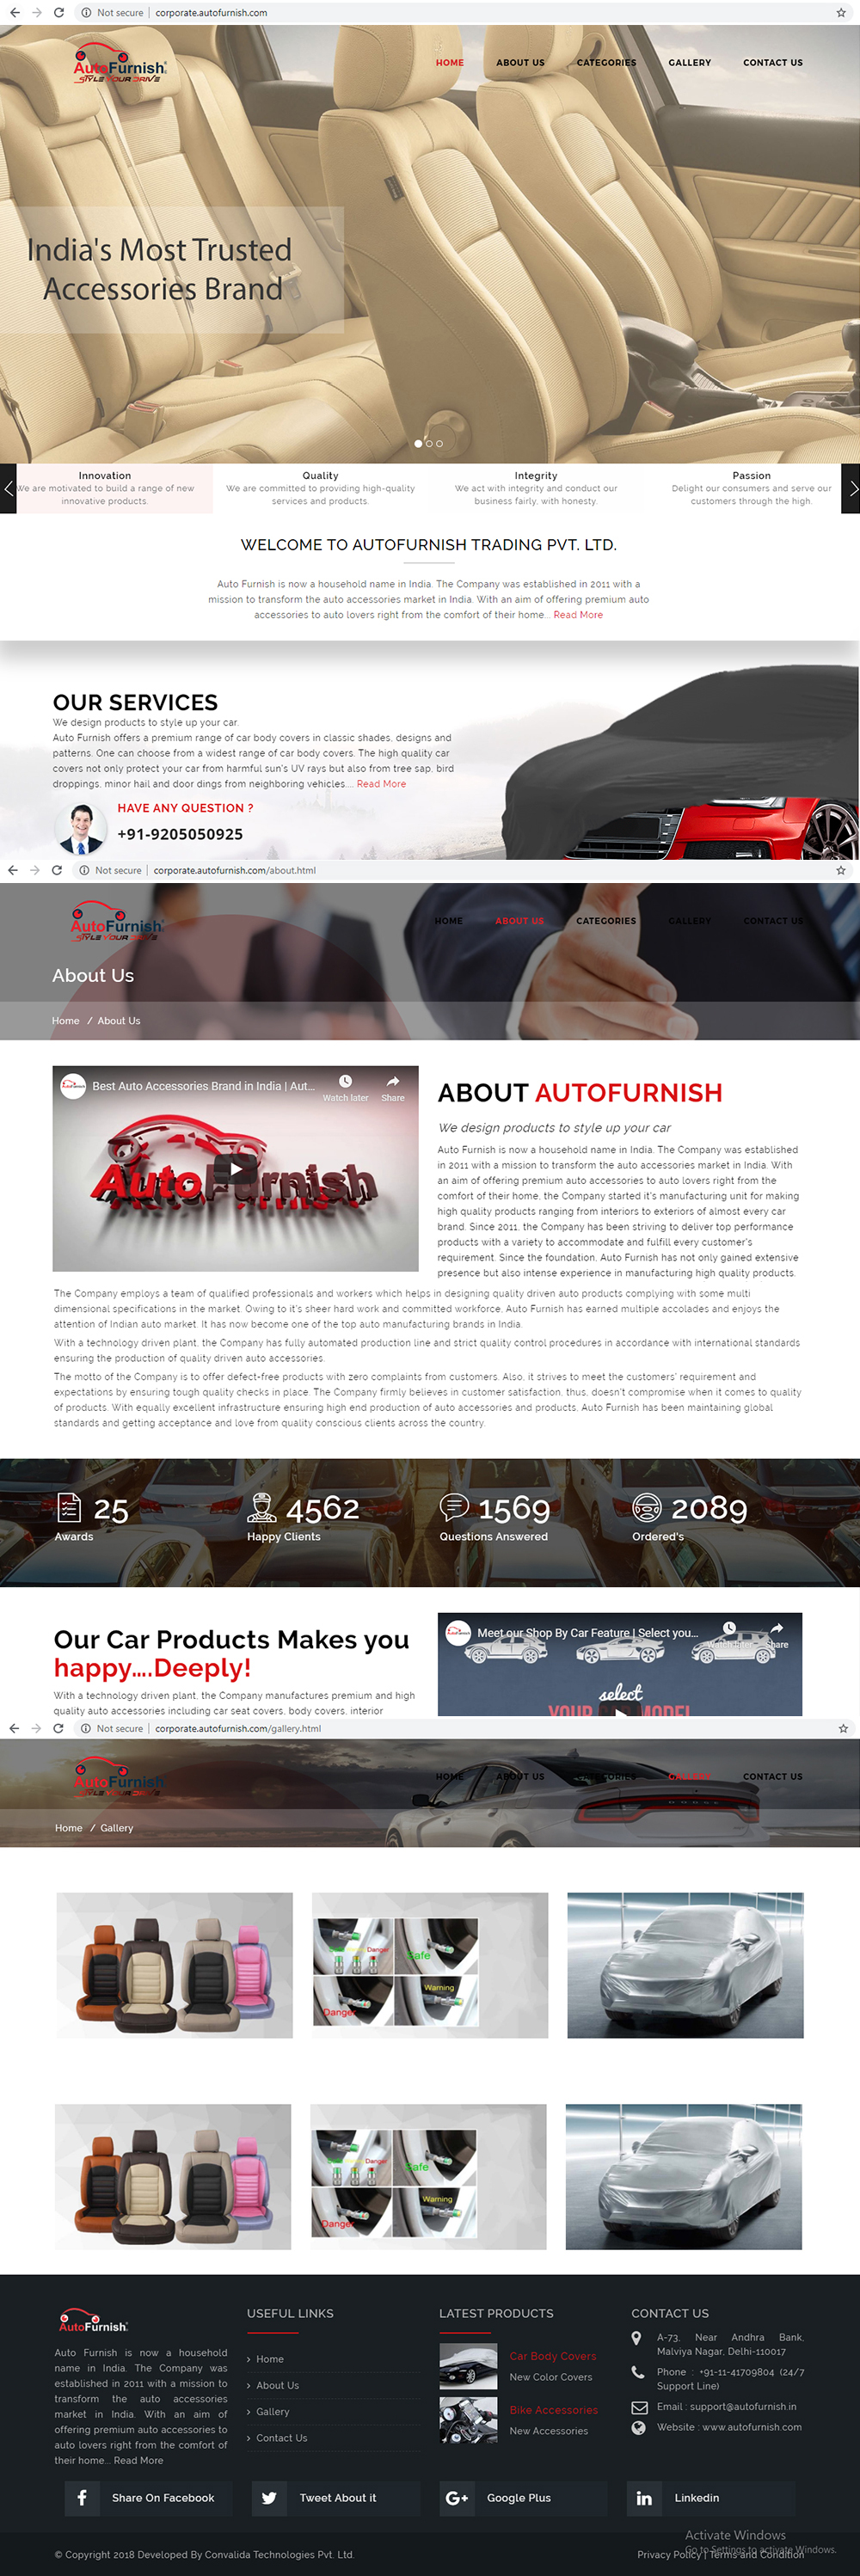 Not secure | corporate.autofurnish.com
AutoFurnish
STYLE YOUR DRIVE
HOME ABOUT US CATEGORIES GALLERY CONTACT US
India's Most Trusted
Accessories Brand
Innovation
We are motivated to build a range of new
innovative products.
Quality
We are committed to providing high-quality
services and products.
Integrity
We act with integrity and conduct our
business fairly, with honesty.
Passion
Delight our consumers and serve our
customers through the high.
WELCOME TO AUTOFURNISH TRADING PVT. LTD.
Auto Furnish is now a household name in India. The Company was established in 2011 with a
mission to transform the auto accessories market in India. With an aim of offering premium auto
accessories to auto lovers right from the comfort of their home... Read More
OUR SERVICES
We design products to style up your car.
Auto Furnish offers a premium range of car body covers in classic shades, designs and
patterns. One can choose from a widest range of car body covers. The high quality car
covers not only protect your car from harmful sun's UV rays but also from tree sap, bird
droppings, minor hail and door dings from neighboring vehicles.... Read More
HAVE ANY QUESTION ?
+91-9205050925
Not secure | corporate.autofurnish.com/about.html
AutoFurnish
STYLE YOUR DRIVE
HOME ABOUT US CATEGORIES GALLERY CONTACT US
About Us
Home / About Us
AutoFurnish
Best Auto Accessories Brand in India | Aut...
Watch later Share
AutoFurnish
ABOUT AUTOFURNISH
We design products to style up your car
Auto Furnish is now a household name in India. The Company was established
in 2011 with a mission to transform the auto accessories market in India. With
an aim of offering premium auto accessories to auto lovers right from the
comfort of their home, the Company started it's manufacturing unit for making
high quality products ranging from interiors to exteriors of almost every car
brand. Since 2011, the Company has been striving to deliver top performance
products with a variety to accommodate and fulfill every customer's
requirement. Since the foundation, Auto Furnish has not only gained extensive
presence but also intense experience in manufacturing high quality products.
The Company employs a team of qualified professionals and workers which helps in designing quality driven auto products complying with some multi
dimensional specifications in the market. Owing to it's sheer hard work and committed workforce, Auto Furnish has earned multiple accolades and enjoys the
attention of Indian auto market. It has now become one of the top auto manufacturing brands in India.
With a technology driven plant, the Company has fully automated production line and strict quality control procedures in accordance with international standards
ensuring the production of quality driven auto accessories.
The motto of the Company is to offer defect-free products with zero complaints from customers. Also, it strives to meet the customers' requirement and
expectations by ensuring tough quality checks in place. The Company firmly believes in customer satisfaction, thus, doesn't compromise when it comes to quality
of products. With equally excellent infrastructure ensuring high end production of auto accessories and products, Auto Furnish has been maintaining global
standards and getting acceptance and love from quality conscious clients across the country.
25
Awards
4562
Happy Clients
1569
Questions Answered
2089
Ordered's
Our Car Products Makes you
happy....Deeply!
With a technology driven plant, the Company manufactures premium and high
quality auto accessories including car seat covers, body covers, interior
Meet our Shop By Car Feature | Select you...
Watch later Share
select
YOUR CAR MODEL
Not secure | corporate.autofurnish.com/gallery.html
AutoFurnish
STYLE YOUR DRIVE
HOME ABOUT US CATEGORIES GALLERY CONTACT US
Home / Gallery
Danger
Safe
Danger
Warning
Danger
Safe
Danger
Warning
AutoFurnish
Auto Furnish is now a household
name in India. The Company was
established in 2011 with a mission to
transform the auto accessories
market in India. With an aim of
offering premium auto accessories to
auto lovers right from the comfort of
their home... Read More
USEFUL LINKS
Home
About Us
Gallery
Contact Us
LATEST PRODUCTS
Car Body Covers
New Color Covers
Bike Accessories
New Accessories
CONTACT US
A-73, Near Andhra Bank,
Malviya Nagar, Delhi-110017
Phone : +91-11-41709804 (24/7
Support Line)
Email : support@autofurnish.in
Website : www.autofurnish.com
Share On Facebook
Tweet About it
Google Plus
Linkedin
Activate Windows
Go to Settings to activate Windows.
© Copyright 2018 Developed By Convalida Technologies Pvt. Ltd.
Privacy Policy | Terms and Condition